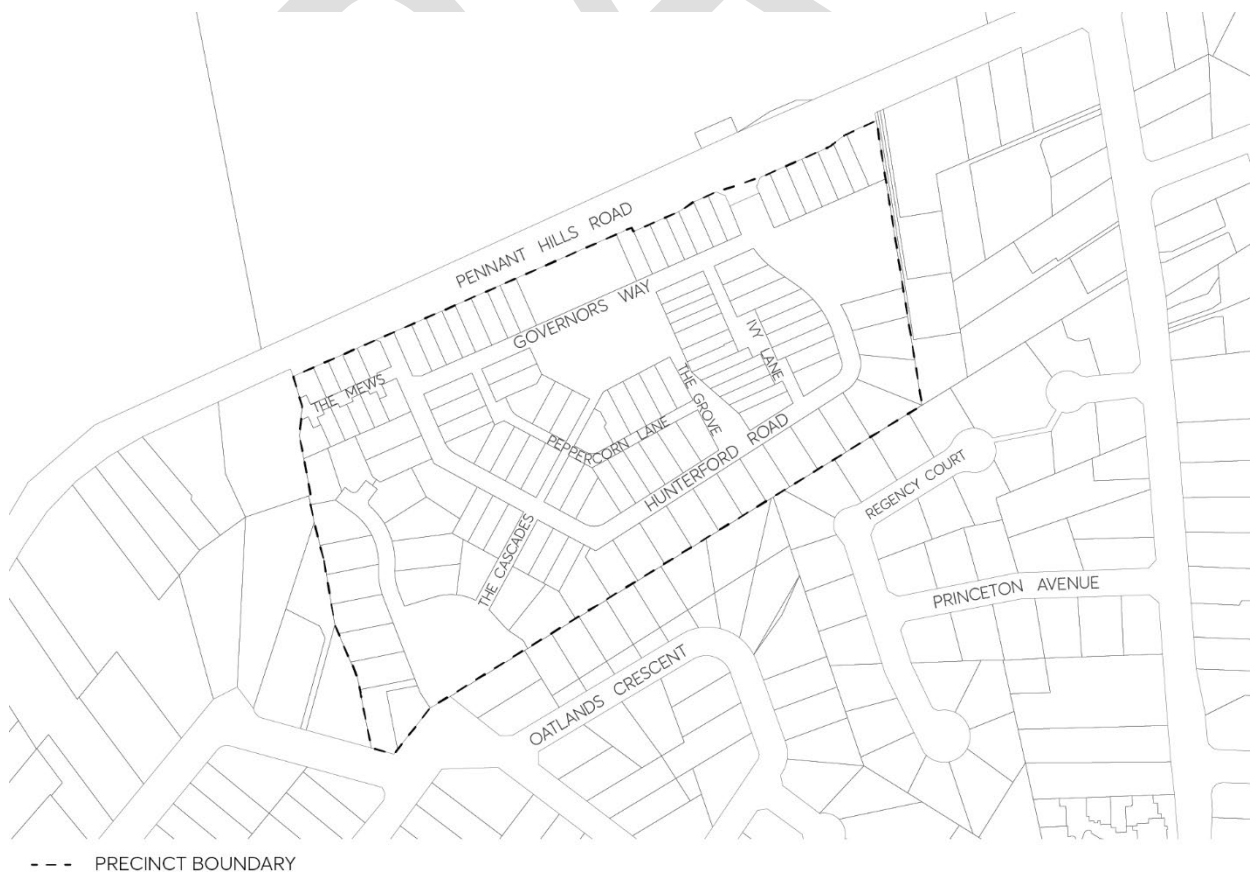 PENNANT HILLS ROAD
GOVERNORS WAY
THE MEWS
IVY LANE
THE GROVE
PEPPERCORN LANE
HUNTERFORD ROAD
THE CASCADES
REGENCY COURT
PRINCETON AVENUE
OATLANDS CRESCENT
PRECINCT BOUNDARY